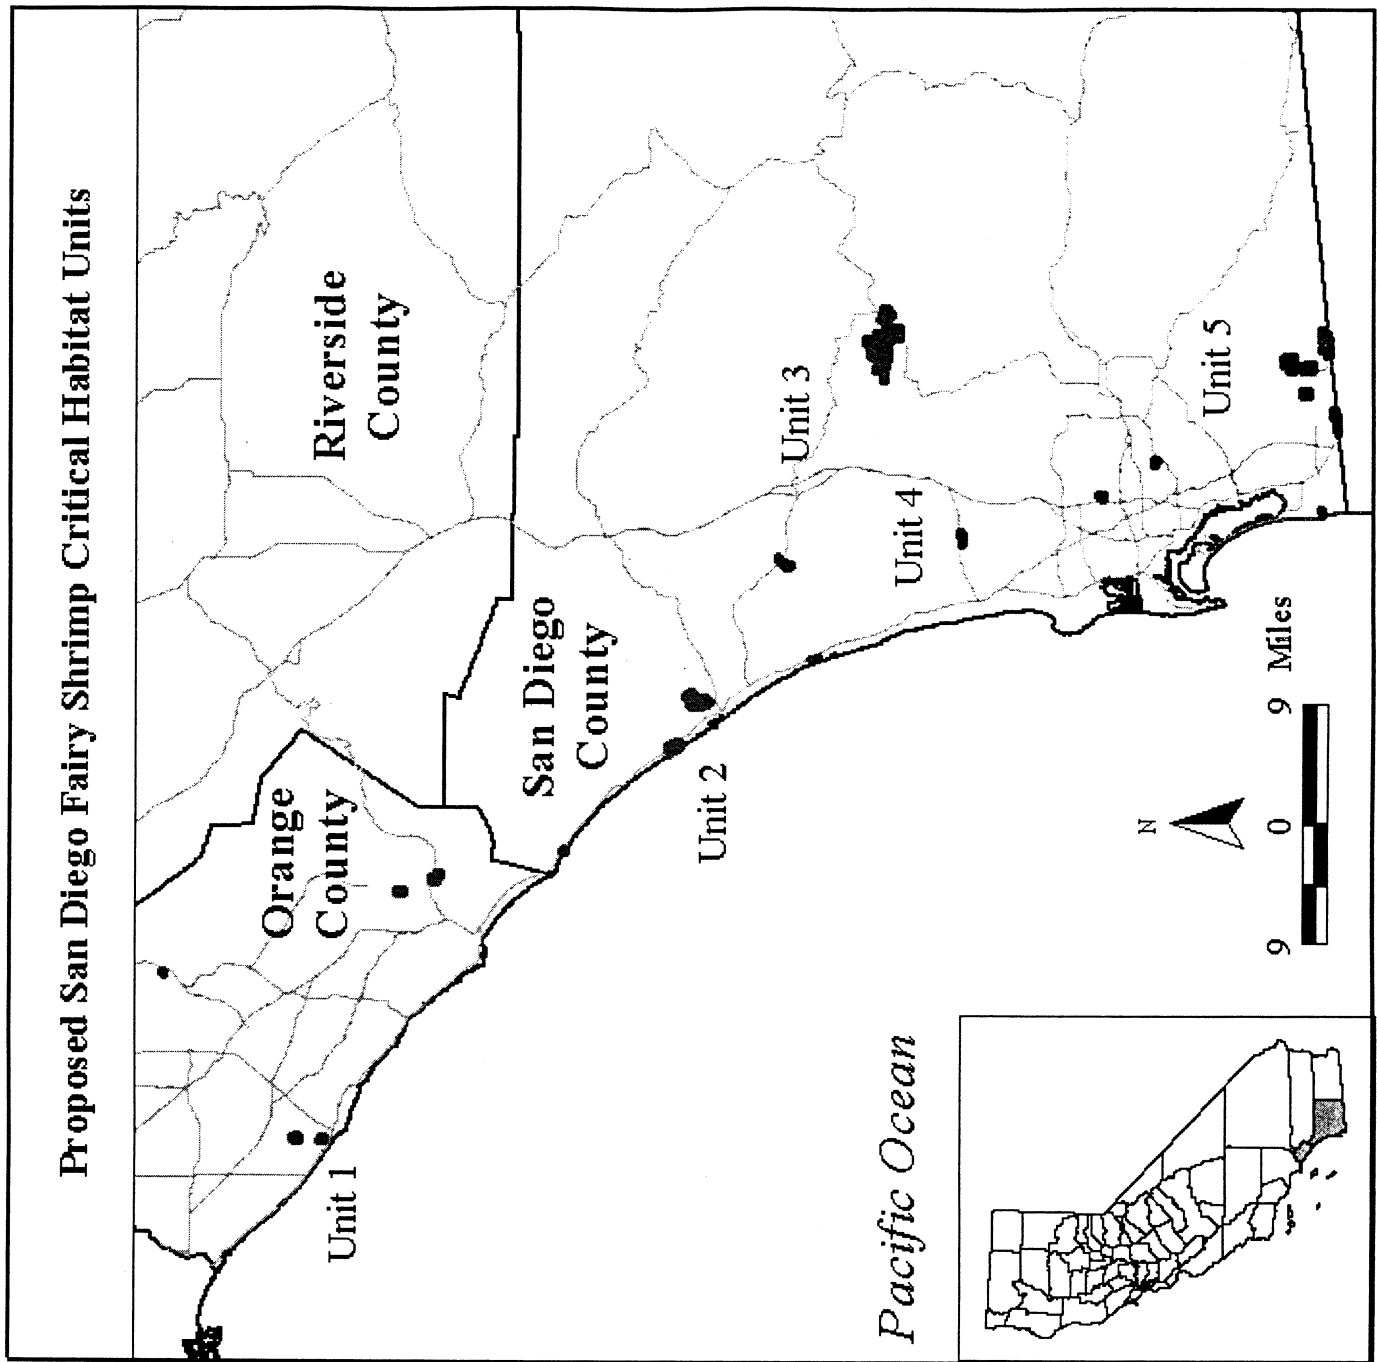 Proposed San Diego Fairy Shrimp Critical Habitat Units
Riverside
County
Orange
County
San Diego
County
Unit 1
Unit 2
Unit 3
Unit 4
Unit 5
Pacific Ocean
N
9 0 9 Miles